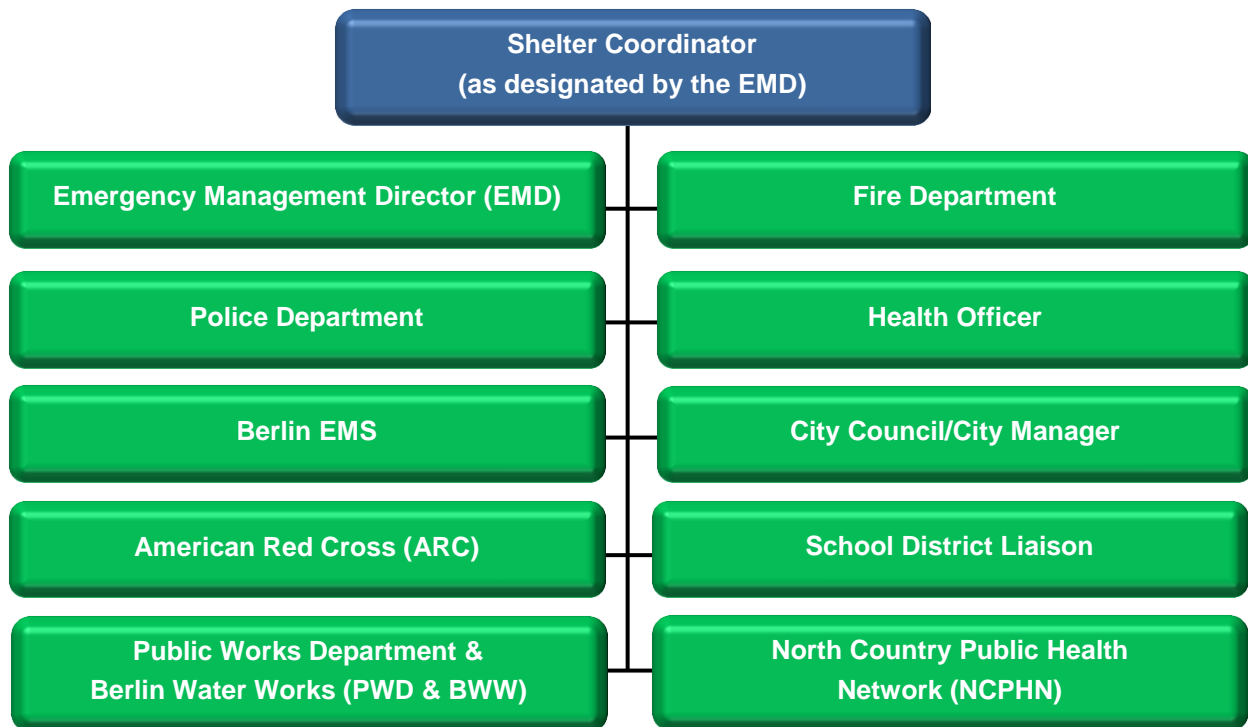 Shelter Coordinator
(as designated by the EMD)
Emergency Management Director (EMD)
Fire Department
Police Department
Health Officer
Berlin EMS
City Council/City Manager
American Red Cross (ARC)
School District Liaison
Public Works Department &
Berlin Water Works (PWD & BWW)
North Country Public Health
Network (NCPHN)